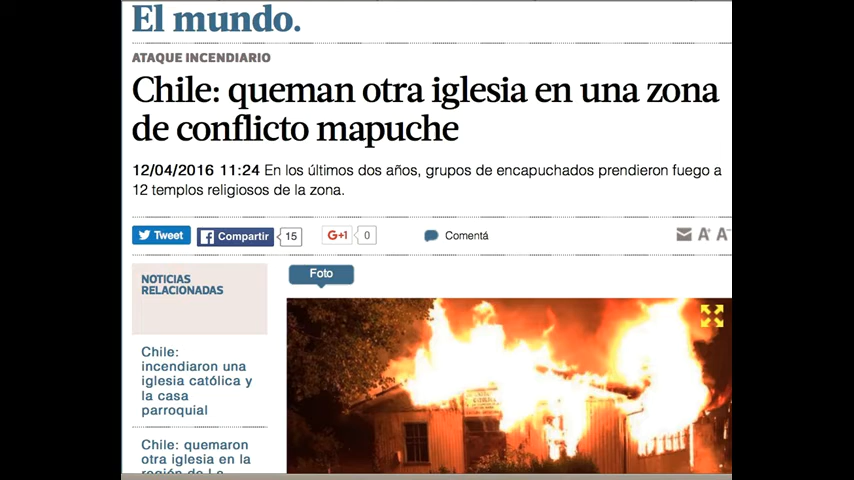 El mundo.
ATAQUE INCENDIARIO
Chile: queman otra iglesia en una zona
de conflicto mapuche
12/04/2016 11:24 En los últimos dos años, grupos de encapuchados prendieron fuego a
12 templos religiosos de la zona.
Tweet
Compartir
15
G+1
0
Comentá
A+ A-
NOTICIAS
RELACIONADAS
Foto
Chile:
incendiaron una
iglesia católica y
la casa
parroquial
Chile: quemaron
otra iglesia en la
región de La